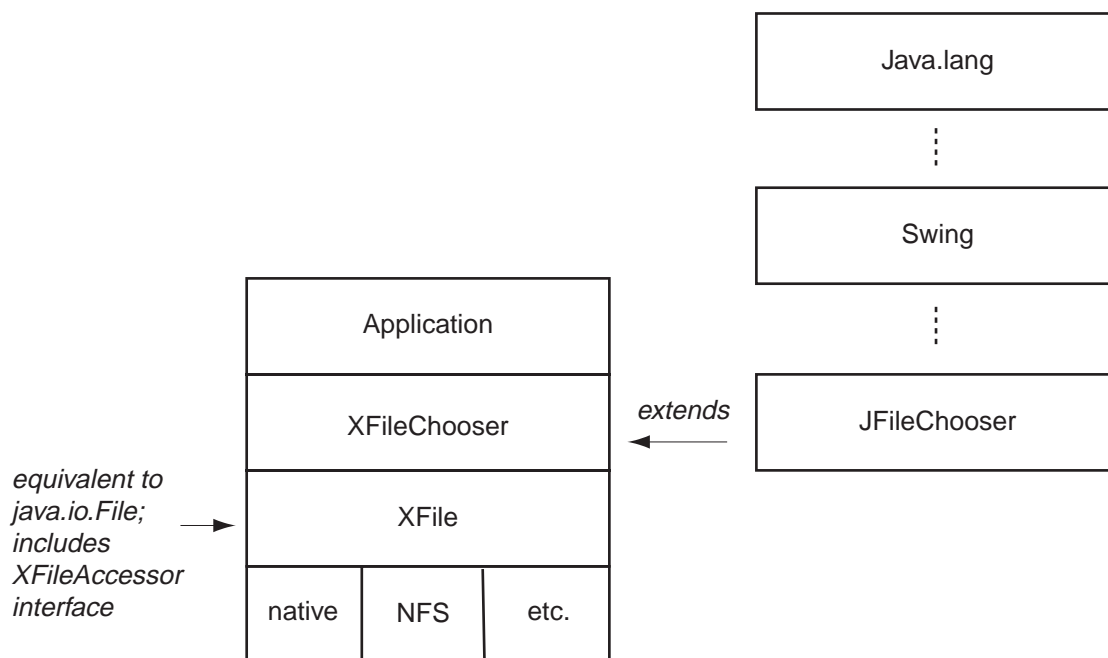 Java.lang
Swing
Application
XFileChooser
extends
JFileChooser
equivalent to
java.io.File;
includes
XFileAccessor
interface
XFile
native
NFS
etc.